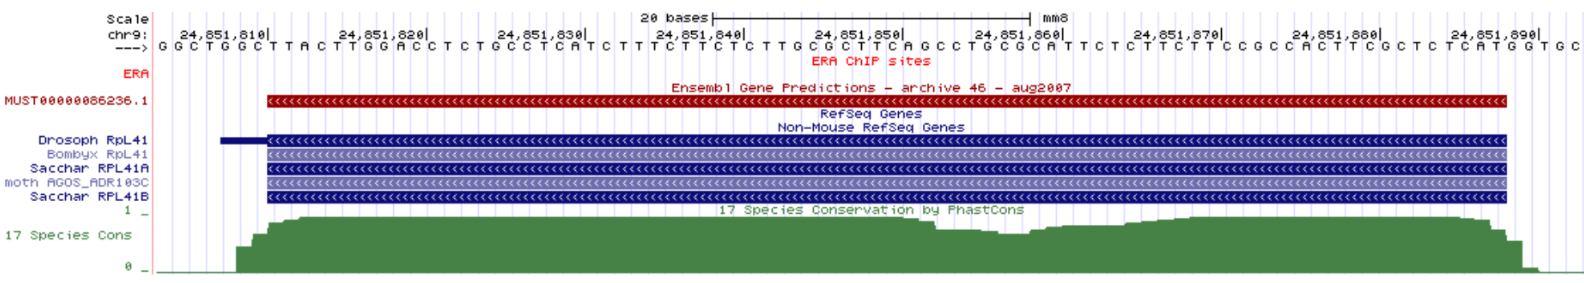 Scale 20 bases mm8
chr9: 24,851,810 24,851,820 24,851,830 24,851,840 24,851,850 24,851,860 24,851,870 24,851,880 24,851,890
---> G G C T G G C T T A C T T G G A C C T C T G C C T C A T C T T T C T T C T C T T G C G C T T C A G C C T G C G C A T T C T C T T C T T C C G C C A C T T C G C T C T C A T G G T G C
ERA ChIP sites
ERA
Ensembl Gene Predictions - archive 46 - aug2007
MUST00000086236.1
RefSeq Genes
Non-Mouse RefSeq Genes
Drosoph RpL41
Bombyx RpL41
Sacchar RPL41A
moth AGOS_ADR103C
Sacchar RPL41B
17 Species Conservation by PhastCons
1 _
17 Species Cons
0 _